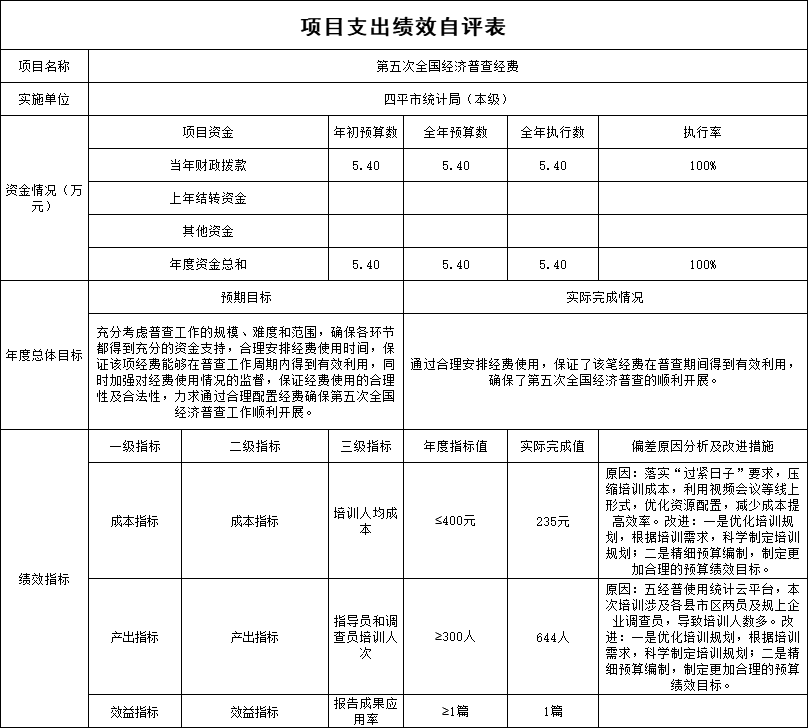 项目支出绩效自评表
项目名称 第五次全国经济普查经费
实施单位 四平市统计局（本级）
资金情况（万
元）
项目资金 年初预算数 全年预算数 全年执行数 执行率
当年财政拨款 5.40 5.40 5.40 100%
上年结转资金
其他资金
年度资金总和 5.40 5.40 5.40 100%
年度总体目标
预期目标 实际完成情况
充分考虑普查工作的规模、难度和范围，确保各环节
都得到充分的资金支持，合理安排经费使用时间，保
证该项经费能够在普查工作周期内得到有效利用，同
时加强对经费使用情况的监督，保证经费使用的合理
性及合法性，力求通过合理配置经费确保第五次全国
经济普查工作顺利开展。
通过合理安排经费使用，保证了该笔经费在普查期间得到有效利用，
确保了第五次全国经济普查的顺利开展。
绩效指标
一级指标 二级指标 三级指标 年度指标值 实际完成值 偏差原因分析及改进措施
成本指标 成本指标
培训人均成
本
≤400元 235元
原因：落实“过紧日子”要求，压
缩培训成本，利用视频会议等线上
形式，优化资源配置，减少成本提
高效率。改进：一是优化培训规
划，根据培训需求，科学制定培训
规划；二是精细预算编制，制定更
加合理的预算绩效目标。
产出指标 产出指标
指导员和调
查员培训人
次
≥300人 644人
原因：五经普使用统计云平台，本
次培训涉及各县市区两员及规上企
业调查员，导致培训人数多。改
进：一是优化培训规划，根据培训
需求，科学制定培训规划；二是精
细预算编制，制定更加合理的预算
绩效目标。
效益指标 效益指标
报告成果应
用率
≥1篇 1篇